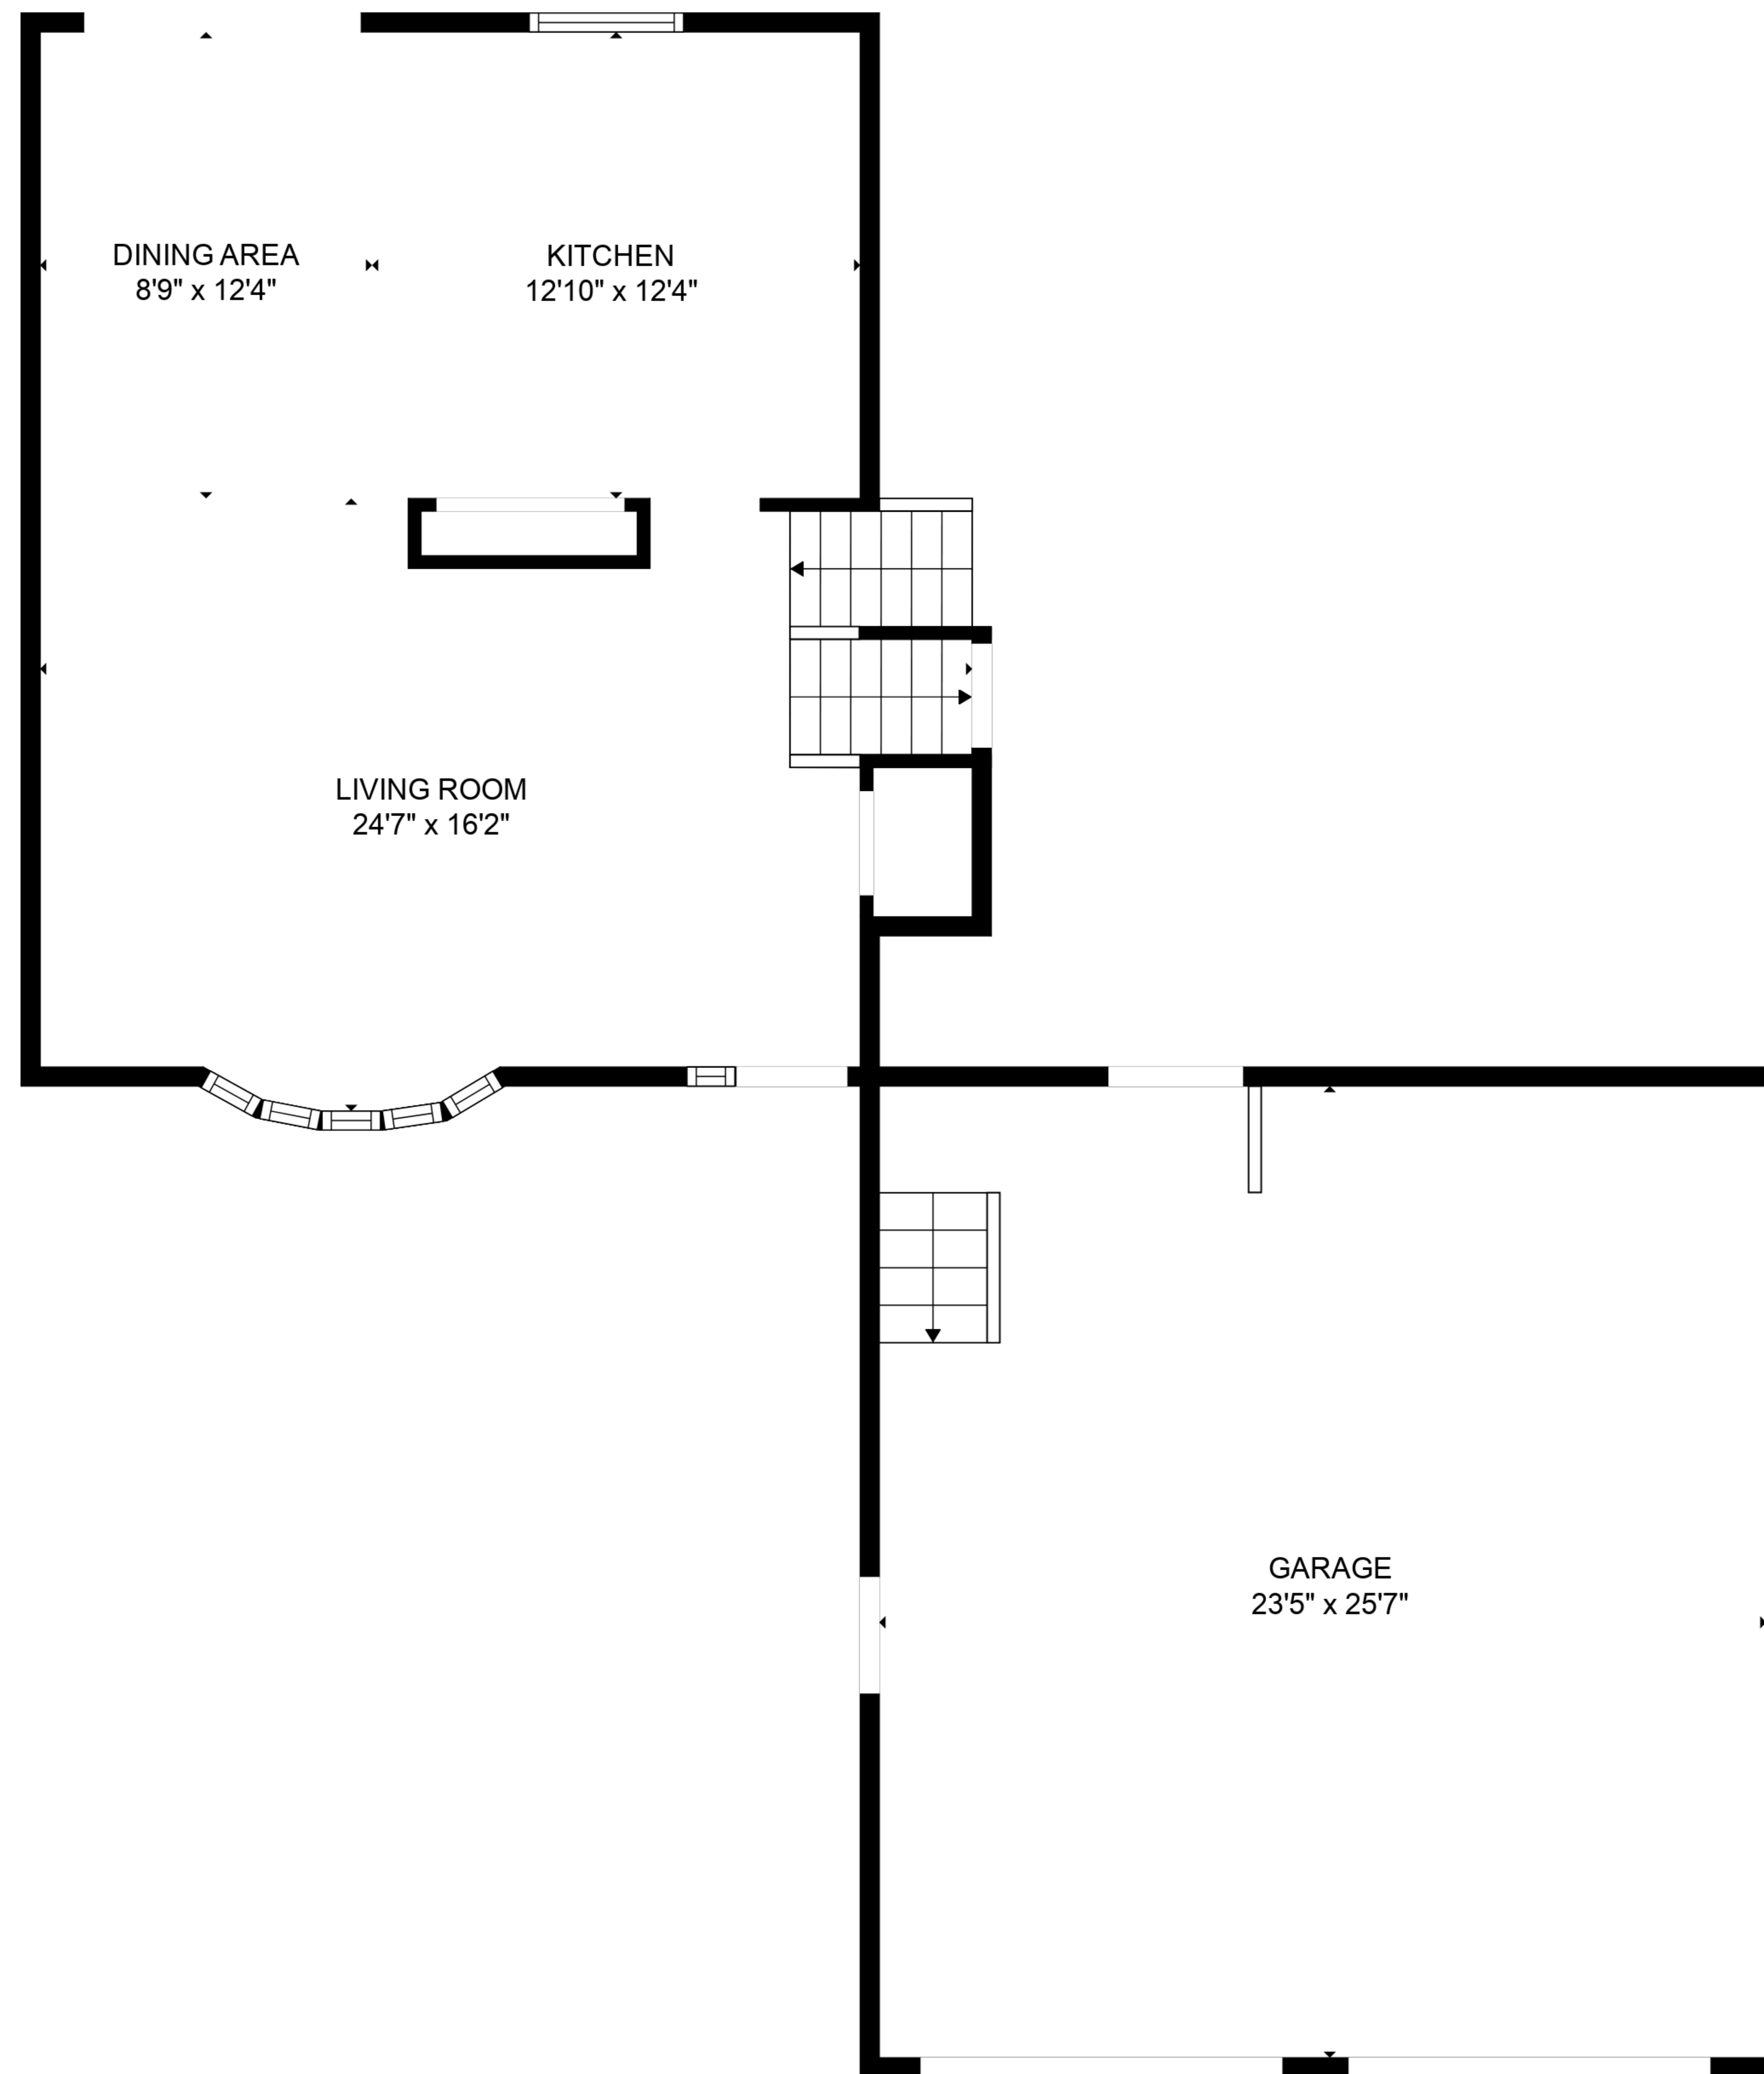 DINING AREA
8'9" x 12'4"
KITCHEN
12'10" x 12'4"
LIVING ROOM
24'7" x 16'2"
GARAGE
23'5" x 25'7"